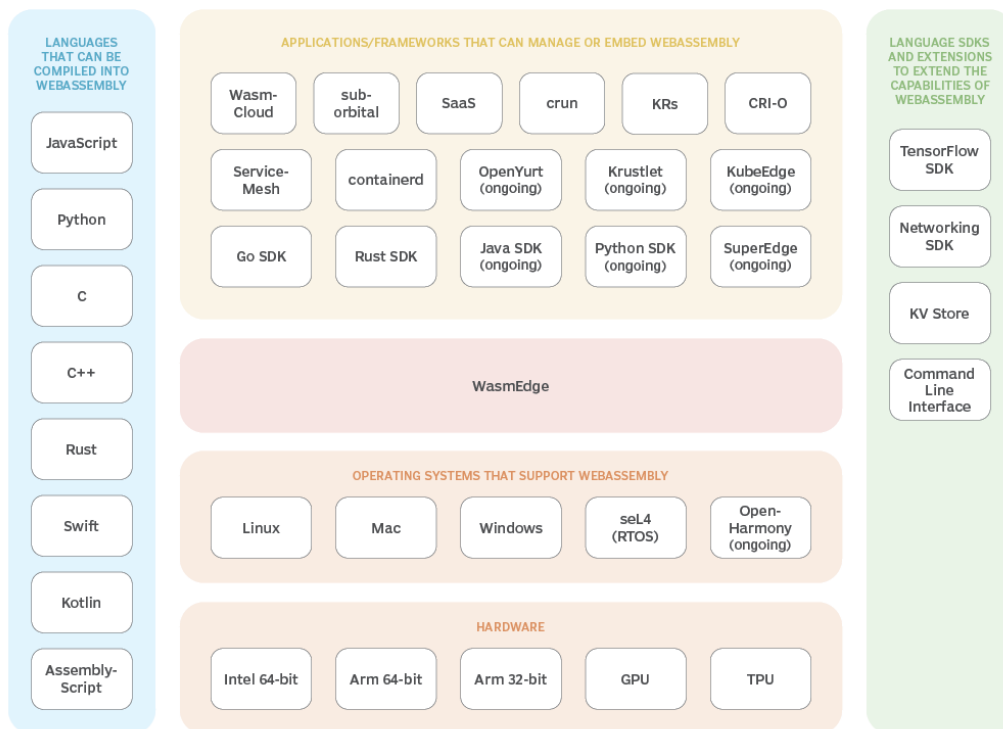 LANGUAGES
THAT CAN BE
COMPILED INTO
WEBASSEMBLY
JavaScript
Python
C
C++
Rust
Swift
Kotlin
Assembly-
Script
APPLICATIONS/FRAMEWORKS THAT CAN MANAGE OR EMBED WEBASSEMBLY
Wasm-
Cloud
sub-
orbital
SaaS
crun
KRs
CRI-O
Service-
Mesh
containerd
OpenYurt
(ongoing)
Krustlet
(ongoing)
KubeEdge
(ongoing)
Go SDK
Rust SDK
Java SDK
(ongoing)
Python SDK
(ongoing)
SuperEdge
(ongoing)
WasmEdge
OPERATING SYSTEMS THAT SUPPORT WEBASSEMBLY
Linux
Mac
Windows
seL4
(RTOS)
Open-
Harmony
(ongoing)
HARDWARE
Intel 64-bit
Arm 64-bit
Arm 32-bit
GPU
TPU
LANGUAGE SDKS
AND EXTENSIONS
TO EXTEND THE
CAPABILITIES OF
WEBASSEMBLY
TensorFlow
SDK
Networking
SDK
KV Store
Command
Line
Interface